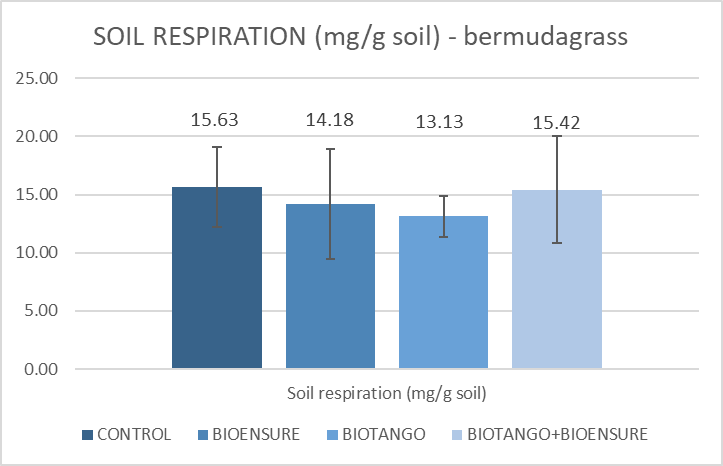 SOIL RESPIRATION (mg/g soil) - bermudagrass
25.00
20.00
15.00
10.00
5.00
0.00
15.63 14.18 13.13 15.42
Soil respiration (mg/g soil)
CONTROL BIOENSURE BIOTANGO BIOTANGO+BIOENSURE